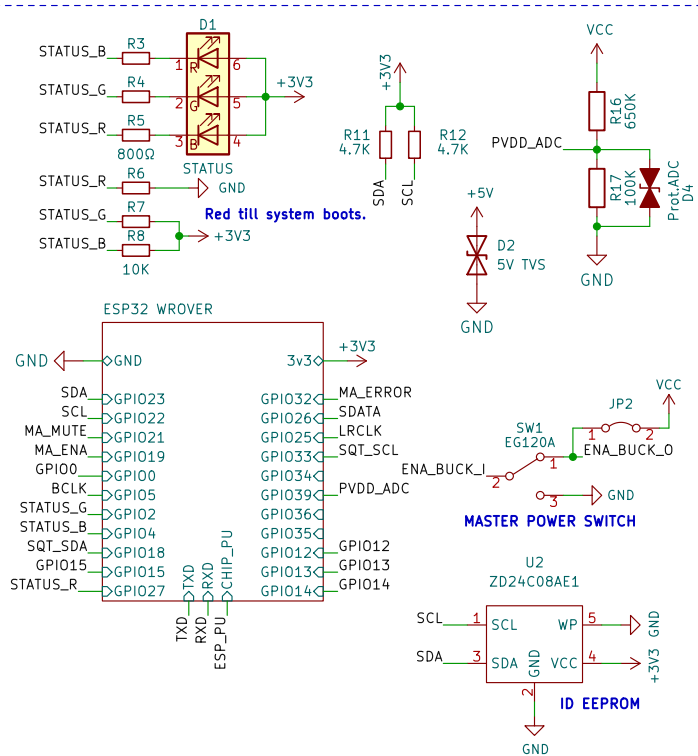 D1
STATUS_B R3 1 R 6
STATUS_G R4 2 G 5 +3V3
STATUS_R R5 3 B 4
800Ω STATUS
STATUS_R R6 GND
STATUS_G R7
Red till system boots.
STATUS_B R8 +3V3
10K
+3V3
R11 4.7K
R12 4.7K
SDA SCL
VCC
R16 650K
PVDD_ADC
R17 100K
Prot.ADC D4
GND
+5V
D2
5V TVS
GND
ESP32 WROVER
GND GND 3v3 +3V3
SDA GPIO23 GPIO32 MA_ERROR
SCL GPIO22 GPIO26 SDATA
MA_MUTE GPIO21 GPIO25 LRCLK
MA_ENA GPIO19 GPIO33 SQT_SCL
GPIO0 GPIO0 GPIO34
BCLK GPIO5 GPIO39 PVDD_ADC
STATUS_G GPIO2 GPIO36
STATUS_B GPIO4 GPIO35
SQT_SDA GPIO18 GPIO12 GPIO12
GPIO15 GPIO15 GPIO13 GPIO13
STATUS_R GPIO27 GPIO14 GPIO14
TXD RXD CHIP_PU
TXD RXD ESP_PU
VCC
JP2
1 2
SW1
EG120A
1 ENA_BUCK_O
ENA_BUCK_I 2
3 GND
MASTER POWER SWITCH
U2
ZD24C08AE1
SCL 1 SCL WP 5 GND
SDA 3 SDA VCC 4 +3V3
GND
2
ID EEPROM
GND